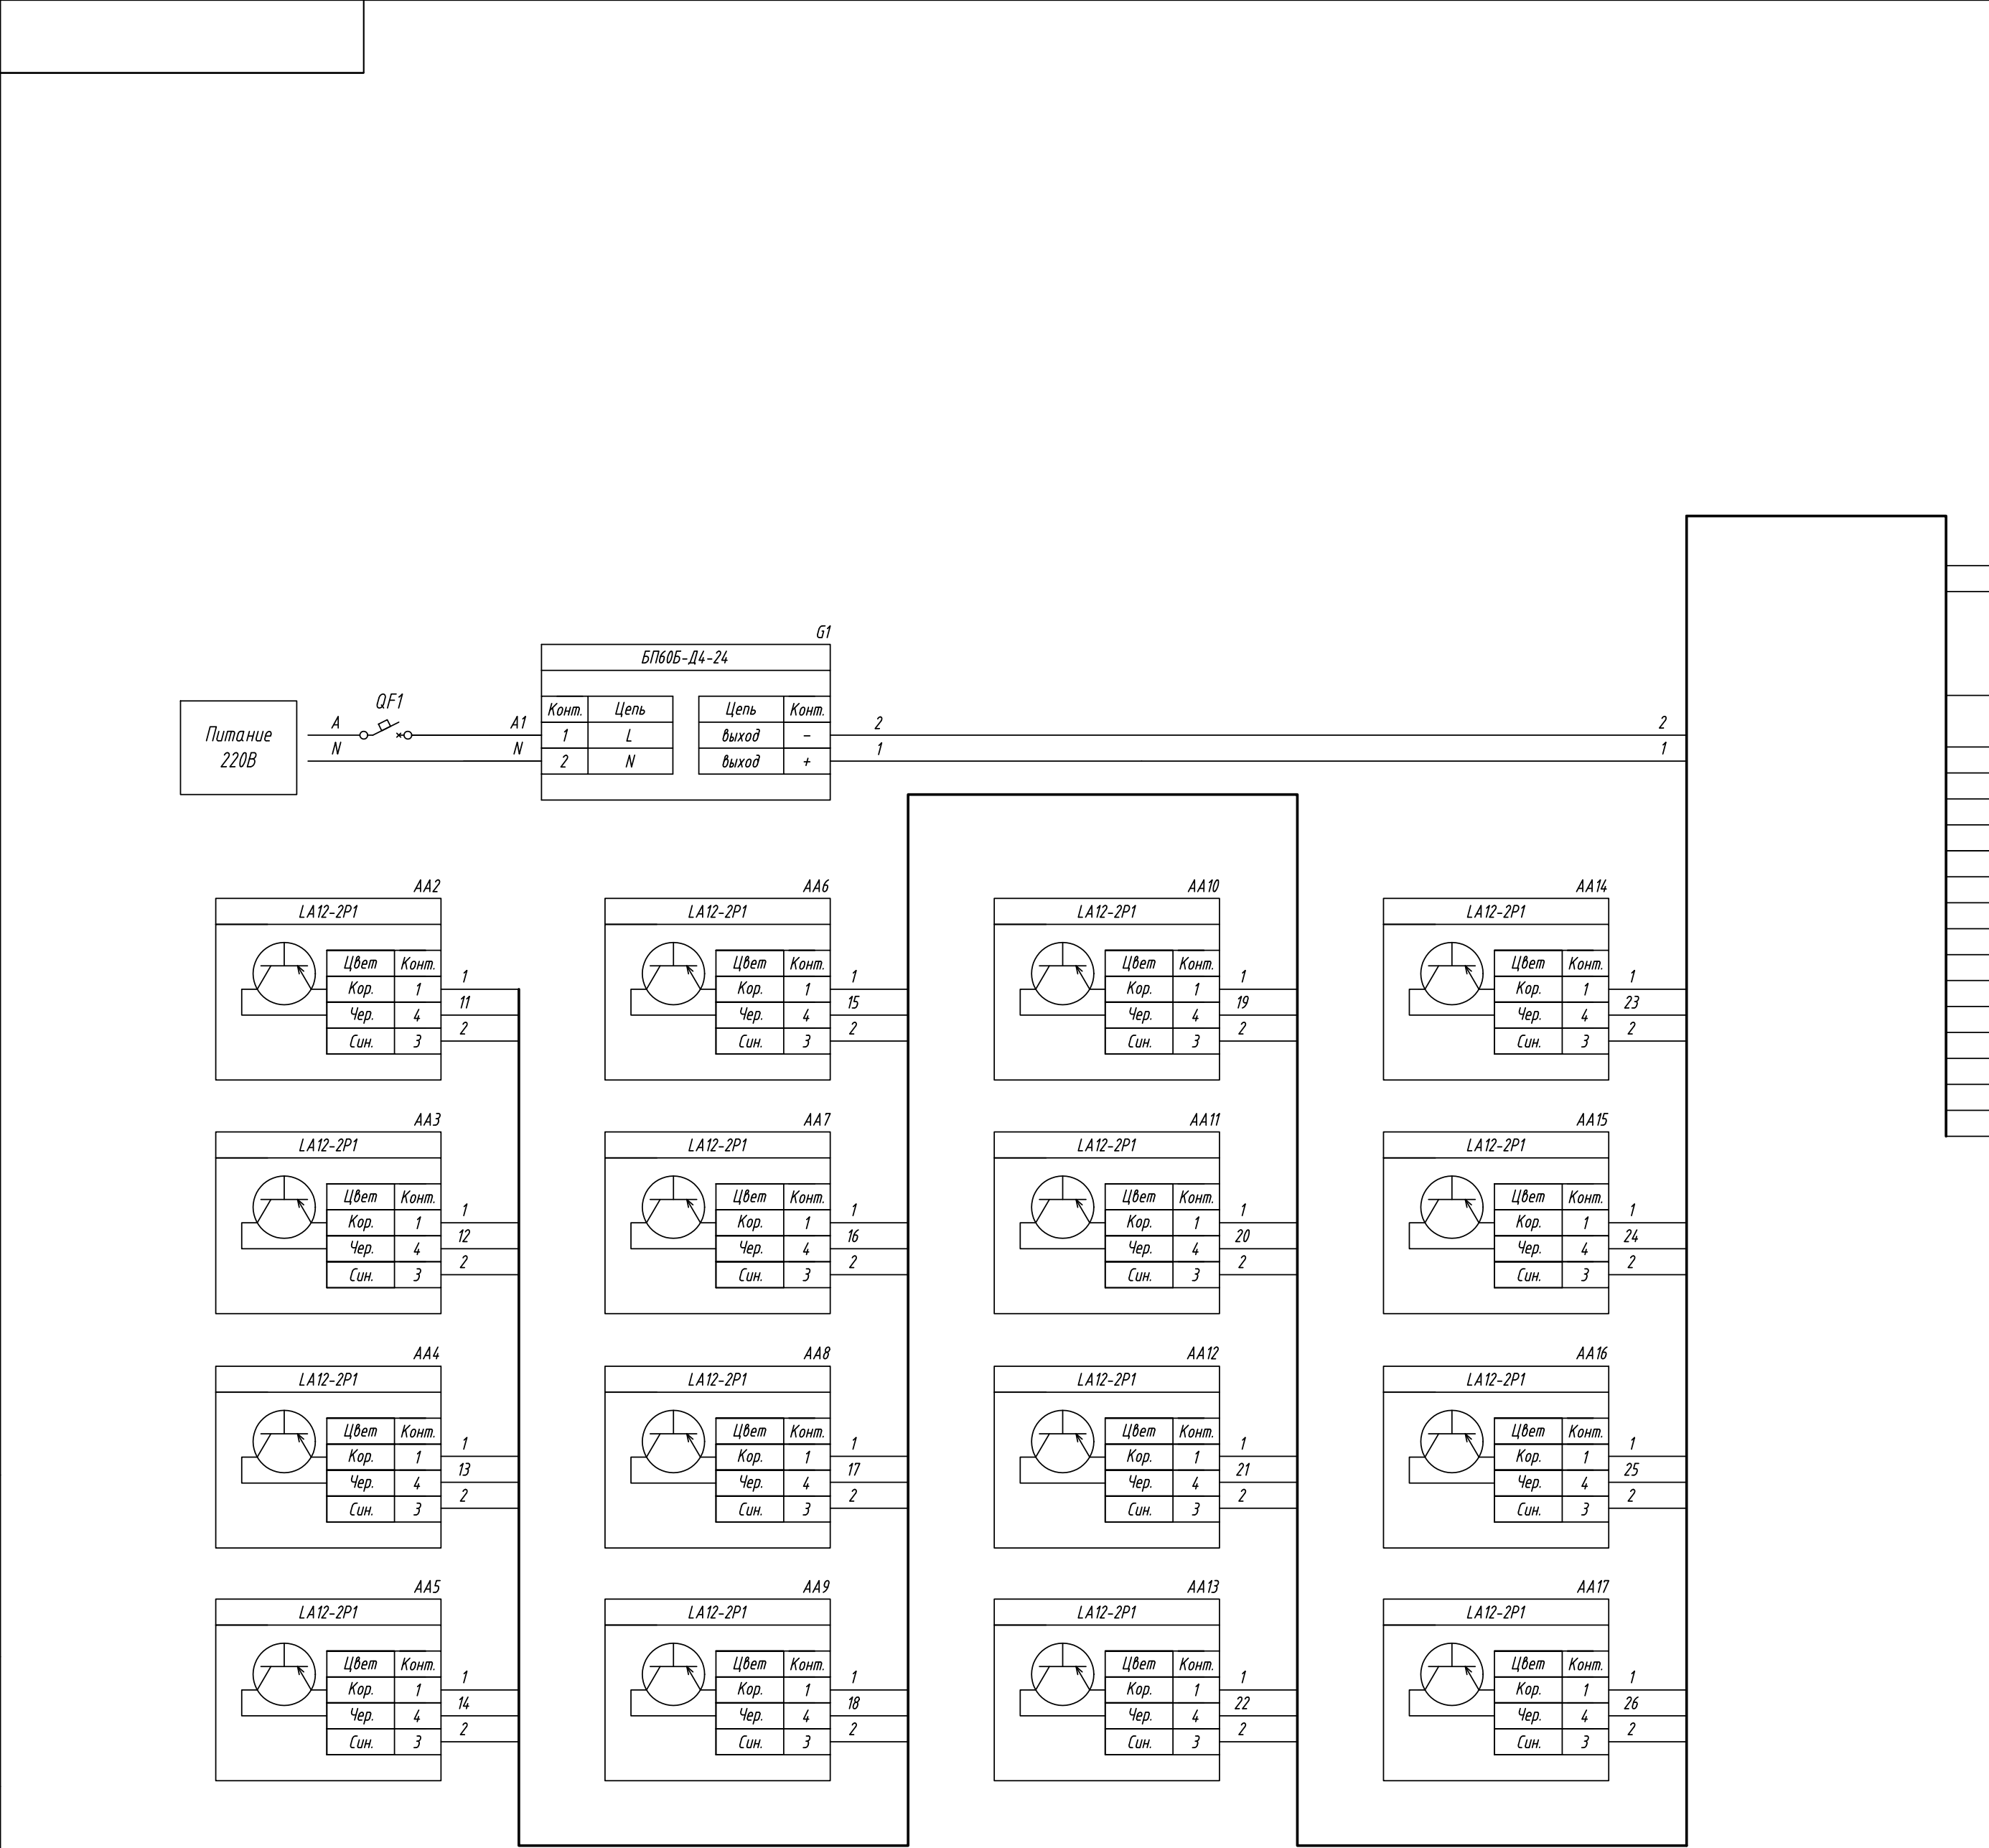 G1
БП60Б-Д4-24
QF1
Питание
220В
A
A1
N
N
Конт. Цепь
1 L
2 N
Цепь Конт.
выход -
выход +
2
1
2
1
AA2
LA12-2P1
Цвет Конт.
Кор. 1
Чер. 4
Син. 3
1
11
2
AA6
LA12-2P1
Цвет Конт.
Кор. 1
Чер. 4
Син. 3
1
15
2
AA10
LA12-2P1
Цвет Конт.
Кор. 1
Чер. 4
Син. 3
1
19
2
AA14
LA12-2P1
Цвет Конт.
Кор. 1
Чер. 4
Син. 3
1
23
2
AA3
LA12-2P1
Цвет Конт.
Кор. 1
Чер. 4
Син. 3
1
12
2
AA7
LA12-2P1
Цвет Конт.
Кор. 1
Чер. 4
Син. 3
1
16
2
AA11
LA12-2P1
Цвет Конт.
Кор. 1
Чер. 4
Син. 3
1
20
2
AA15
LA12-2P1
Цвет Конт.
Кор. 1
Чер. 4
Син. 3
1
24
2
AA4
LA12-2P1
Цвет Конт.
Кор. 1
Чер. 4
Син. 3
1
13
2
AA8
LA12-2P1
Цвет Конт.
Кор. 1
Чер. 4
Син. 3
1
17
2
AA12
LA12-2P1
Цвет Конт.
Кор. 1
Чер. 4
Син. 3
1
21
2
AA16
LA12-2P1
Цвет Конт.
Кор. 1
Чер. 4
Син. 3
1
25
2
AA5
LA12-2P1
Цвет Конт.
Кор. 1
Чер. 4
Син. 3
1
14
2
AA9
LA12-2P1
Цвет Конт.
Кор. 1
Чер. 4
Син. 3
1
18
2
AA13
LA12-2P1
Цвет Конт.
Кор. 1
Чер. 4
Син. 3
1
22
2
AA17
LA12-2P1
Цвет Конт.
Кор. 1
Чер. 4
Син. 3
1
26
2